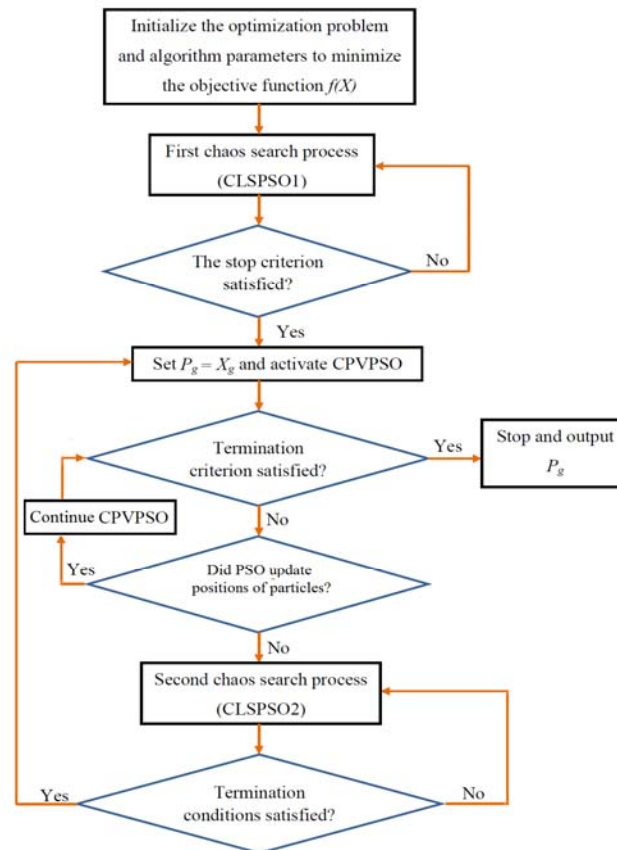 Initialize the optimization problem
and algorithm parameters to minimize
the objective function f(X)
First chaos search process
(CLSPSO1)
The stop criterion
satisfied?
No
Yes
Set Pg = Xg and activate CPVPSO
Termination
criterion satisfied?
Yes
Stop and output
Pg
Continue CPVPSO
No
Did PSO update
positions of particles?
Yes
No
Second chaos search process
(CLSPSO2)
Termination
conditions satisfied?
Yes
No